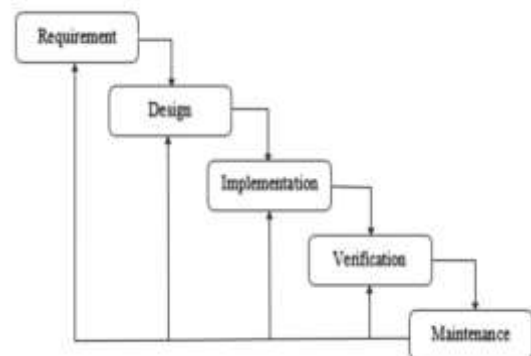 Requirement
Design
Implementation
Verification
Maintenance